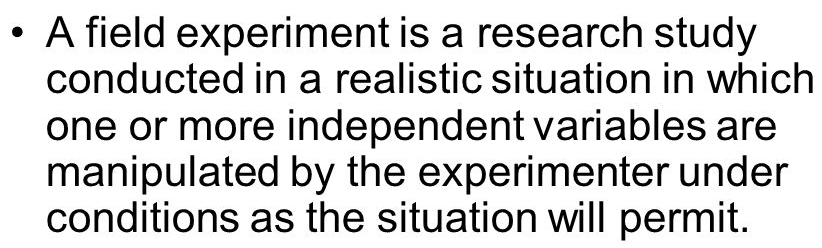 • A field experiment is a research study
conducted in a realistic situation in which
one or more independent variables are
manipulated by the experimenter under
conditions as the situation will permit.